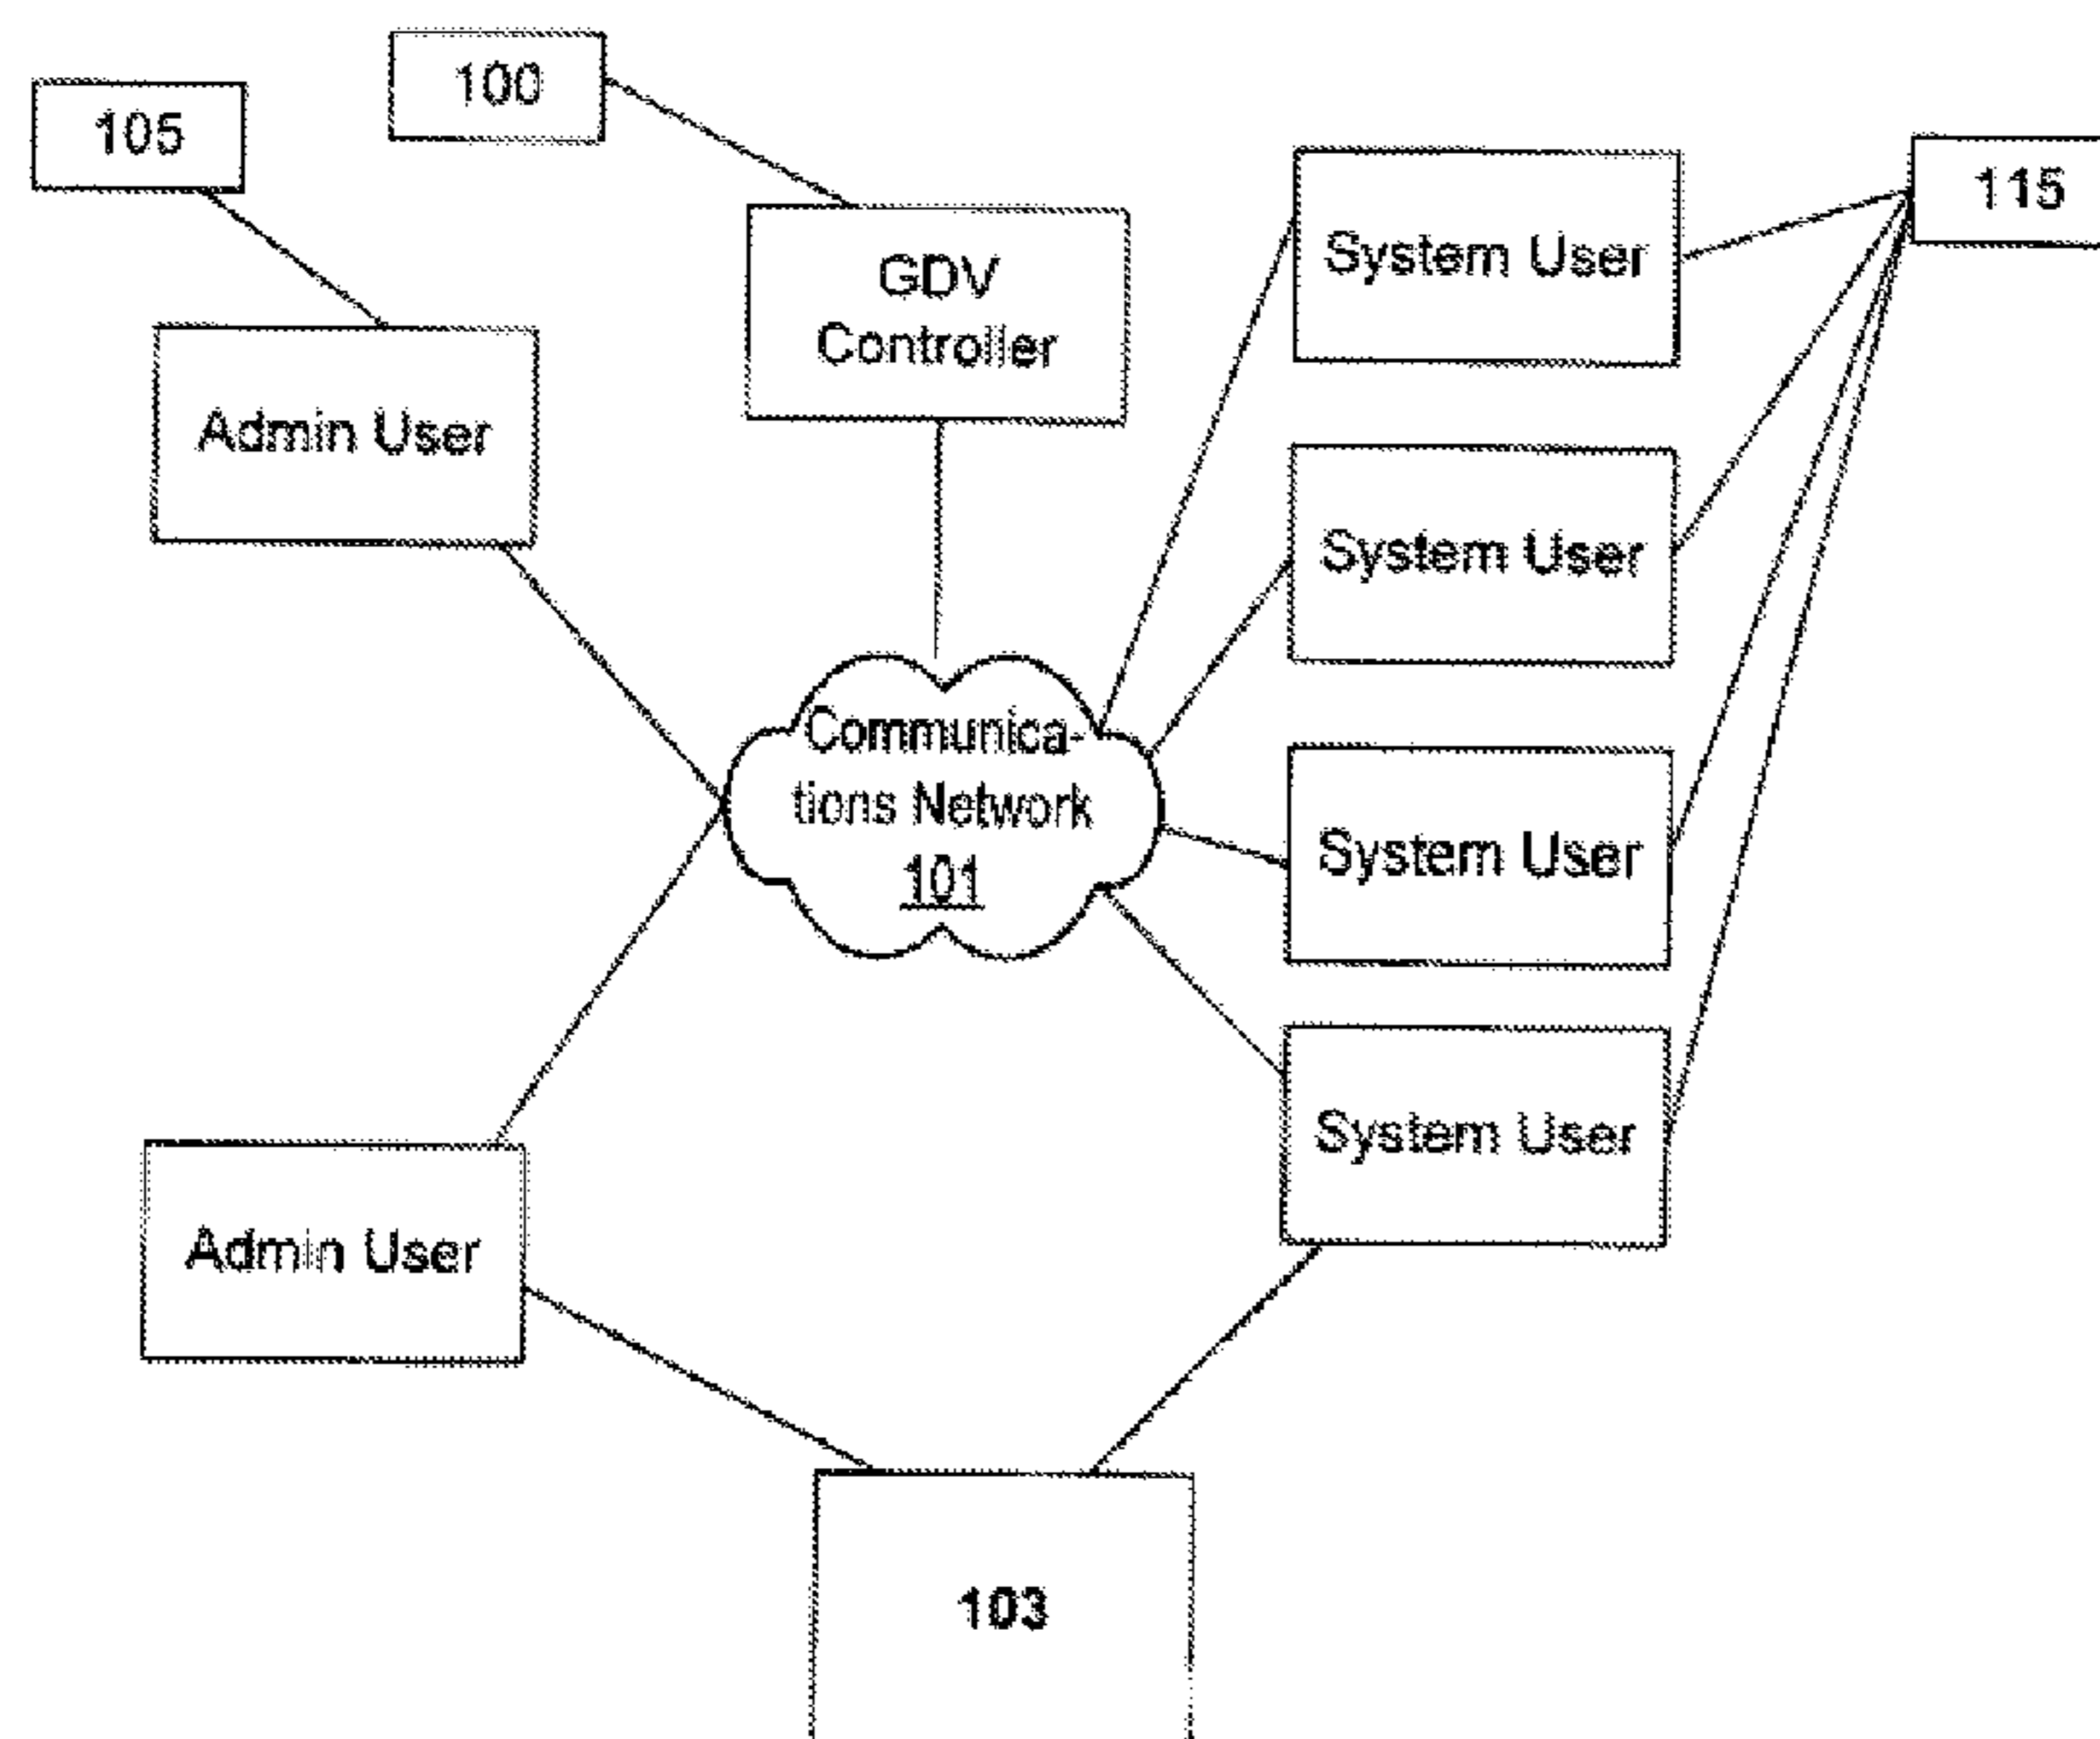 100
105
115
GDV
Controller
System User
Admin User
System User
Communica-
tions Network
101
System User
System User
Admin User
103